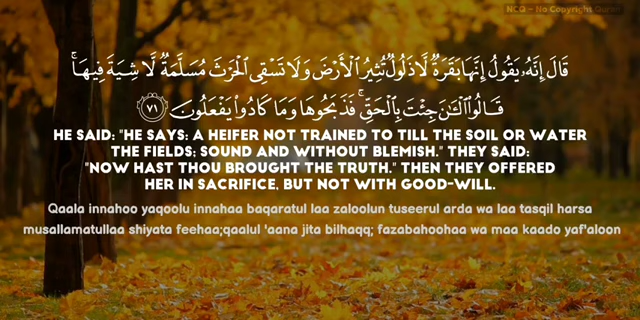 NCQ – No Copyright Quran
قَالَ إِنَّهُۥ يَقُولُ إِنَّهَا بَقَرَةٌ لَّا ذَلُولٌ تُثِيرُ ٱلْأَرْضَ وَلَا تَسْقِى ٱلْحَرْثَ مُسَلَّمَةٌ لَّا شِيَةَ فِيهَا ۚ
قَالُوا۟ ٱلْـَٔـٰنَ جِئْتَ بِٱلْحَقِّ ۚ فَذَبَحُوهَا وَمَا كَادُوا۟ يَفْعَلُونَ ٧١
HE SAID: "HE SAYS: A HEIFER NOT TRAINED TO TILL THE SOIL OR WATER
THE FIELDS; SOUND AND WITHOUT BLEMISH." THEY SAID:
"NOW HAST THOU BROUGHT THE TRUTH." THEN THEY OFFERED
HER IN SACRIFICE, BUT NOT WITH GOOD-WILL.
Qaala innahoo yaqoolu innahaa baqaratul laa zaloolun tuseerul arda wa laa tasqil harsa
musallamatullaa shiyata feehaa;qaalul 'aana jita bilhaqq; fazabahoohaa wa maa kaado yaf'aloon